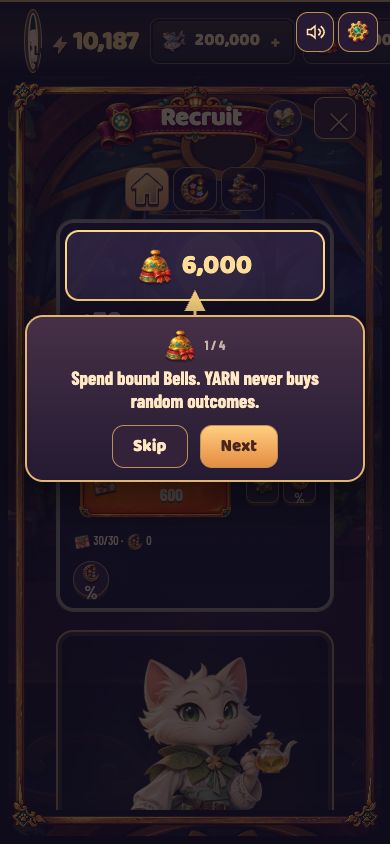 10,187
200,000 +
Recruit
6,000
1 / 4
Spend bound Bells. YARN never buys
random outcomes.
Skip
Next
600
%
30/30 ·
0
%